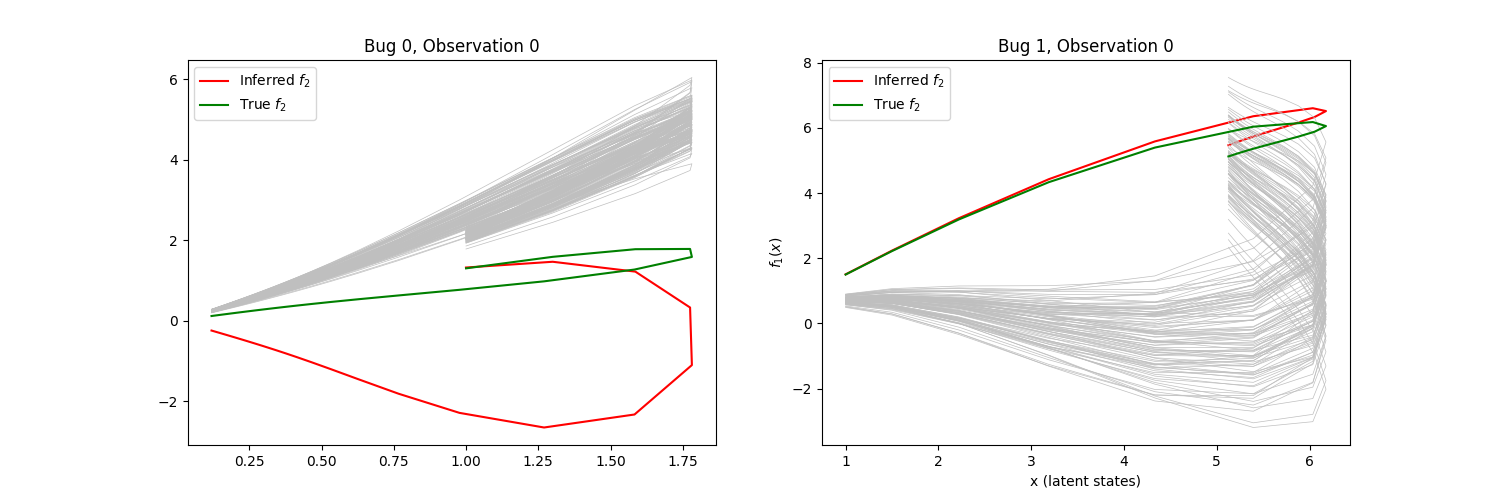 Bug 0, Observation 0
Inferred f₂
True f₂
6
4
2
0
−2
0.25 0.50 0.75 1.00 1.25 1.50 1.75
Bug 1, Observation 0
Inferred f₂
True f₂
8
6
4
2
0
−2
f₁(x)
1 2 3 4 5 6
x (latent states)